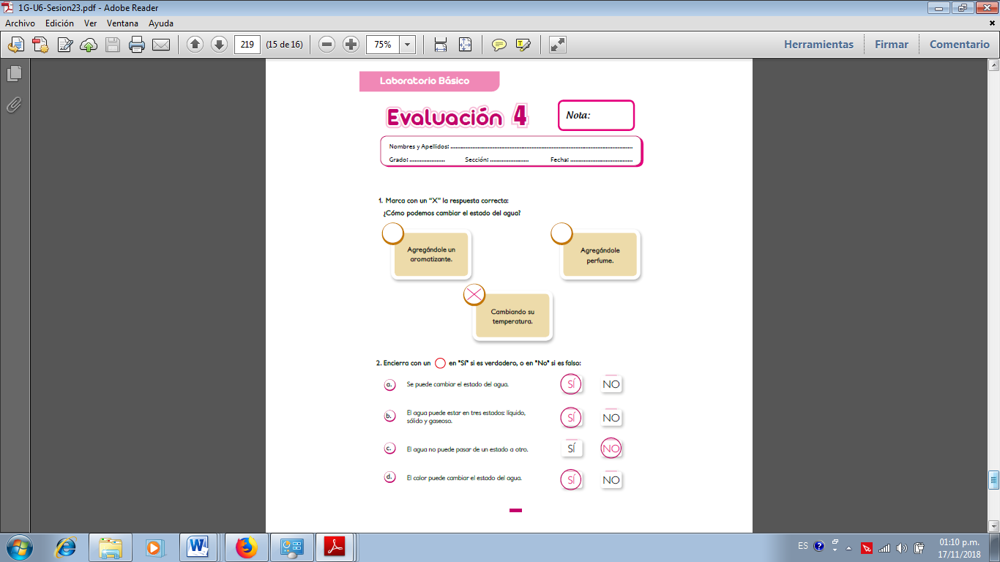 1G-U6-Sesion23.pdf - Adobe Reader
Archivo Edición Ver Ventana Ayuda
219 (15 de 16) 75% Herramientas Firmar Comentario
Laboratorio Básico
Evaluación 4
Nota:
Nombres y Apellidos: ............................................................
Grado: .................... Sección: ...................... Fecha: ....................................
1. Marca con un "X" la respuesta correcta:
¿Cómo podemos cambiar el estado del agua?
Agregándole un
aromatizante.
Agregándole
perfume.
Cambiando su
temperatura.
2. Encierra con un en "Sí" si es verdadero, o en "No" si es falso:
a. Se puede cambiar el estado del agua. SÍ NO
b. El agua puede estar en tres estados: líquido,
sólido y gaseoso. SÍ NO
c. El agua no puede pasar de un estado a otro. SÍ NO
d. El calor puede cambiar el estado del agua. SÍ NO
ES 01:10 p.m.
17/11/2018